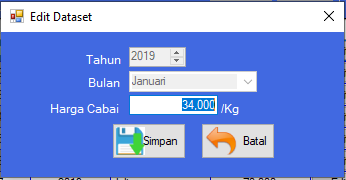 Edit Dataset
Tahun 2019
Bulan Januari
Harga Cabai 34.000 /Kg
Simpan Batal